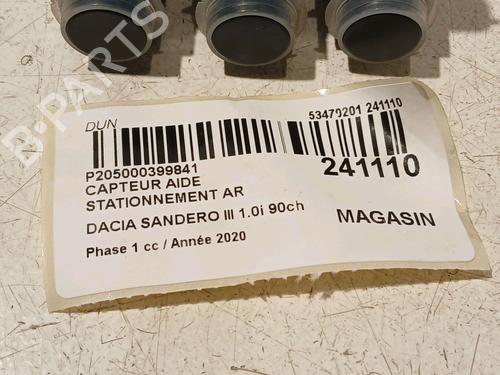 B-PARTS
DUN
53470201 241110
P205000399841
241110
CAPTEUR AIDE
STATIONNEMENT AR
DACIA SANDERO III 1.0i 90ch
MAGASIN
Phase 1 cc / Année 2020